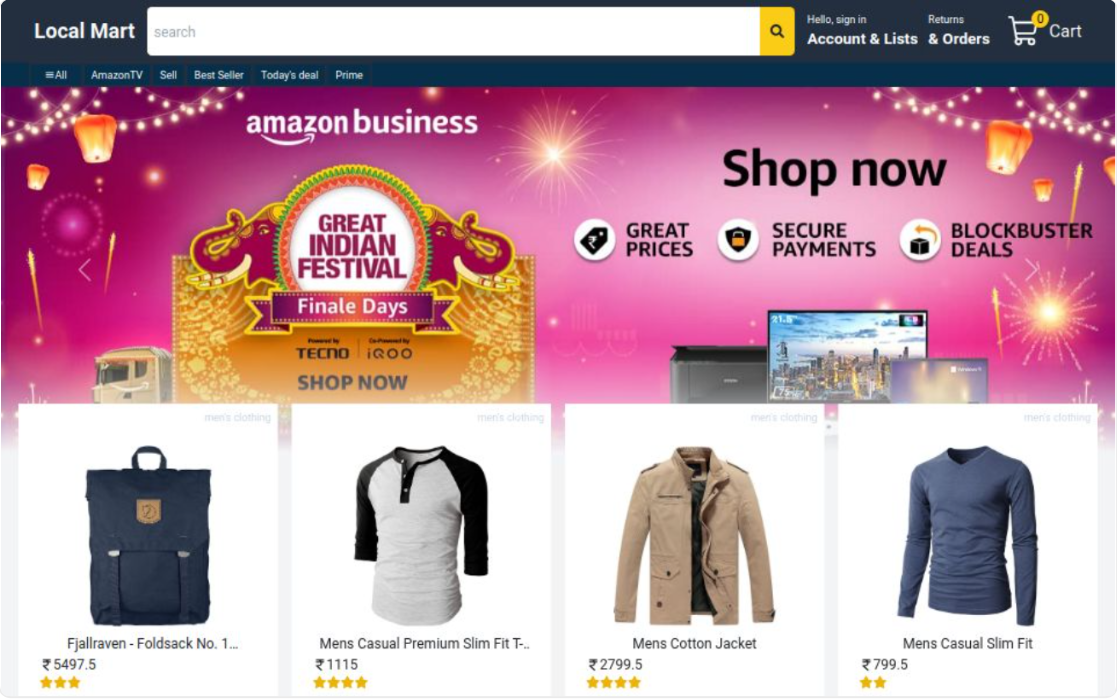 Local Mart
search
Hello, sign in
Account & Lists
Returns
& Orders
0
Cart
≡All
AmazonTV
Sell
Best Seller
Today's deal
Prime
amazon business
GREAT
INDIAN
FESTIVAL
Finale Days
Powered by
TECNO
Co-Powered by
iQOO
SHOP NOW
Shop now
GREAT
PRICES
SECURE
PAYMENTS
BLOCKBUSTER
DEALS
21.5
men's clothing
men's clothing
men's clothing
men's clothing
Fjallraven - Foldsack No. 1...
₹5497.5
Mens Casual Premium Slim Fit T-..
₹1115
Mens Cotton Jacket
₹2799.5
Mens Casual Slim Fit
₹799.5